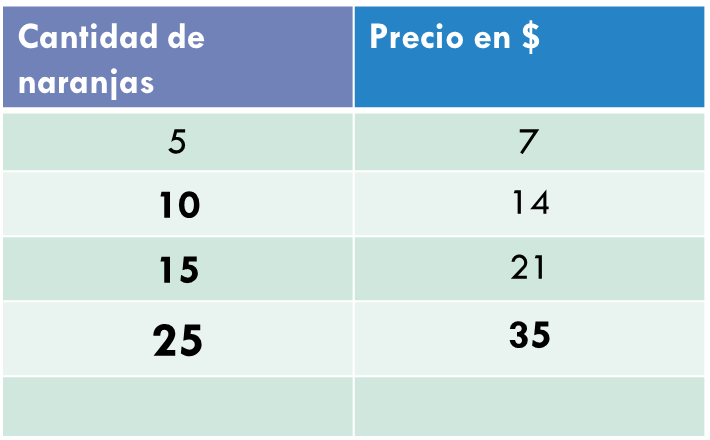 Cantidad de
naranjas
Precio en $
5 7
10 14
15 21
25 35